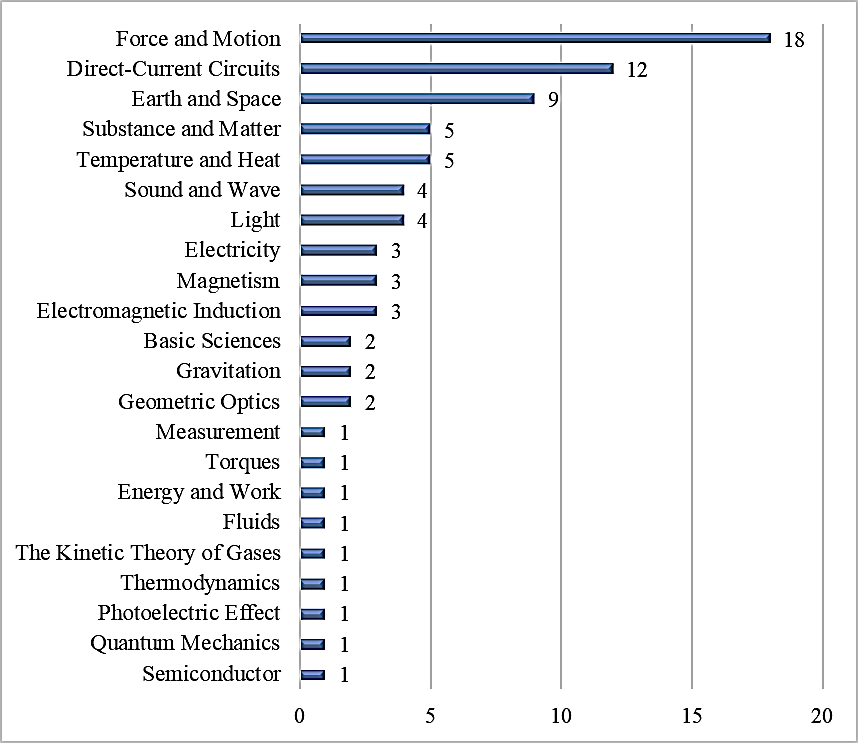 Force and Motion 18
Direct-Current Circuits 12
Earth and Space 9
Substance and Matter 5
Temperature and Heat 5
Sound and Wave 4
Light 4
Electricity 3
Magnetism 3
Electromagnetic Induction 3
Basic Sciences 2
Gravitation 2
Geometric Optics 2
Measurement 1
Torques 1
Energy and Work 1
Fluids 1
The Kinetic Theory of Gases 1
Thermodynamics 1
Photoelectric Effect 1
Quantum Mechanics 1
Semiconductor 1
0 5 10 15 20